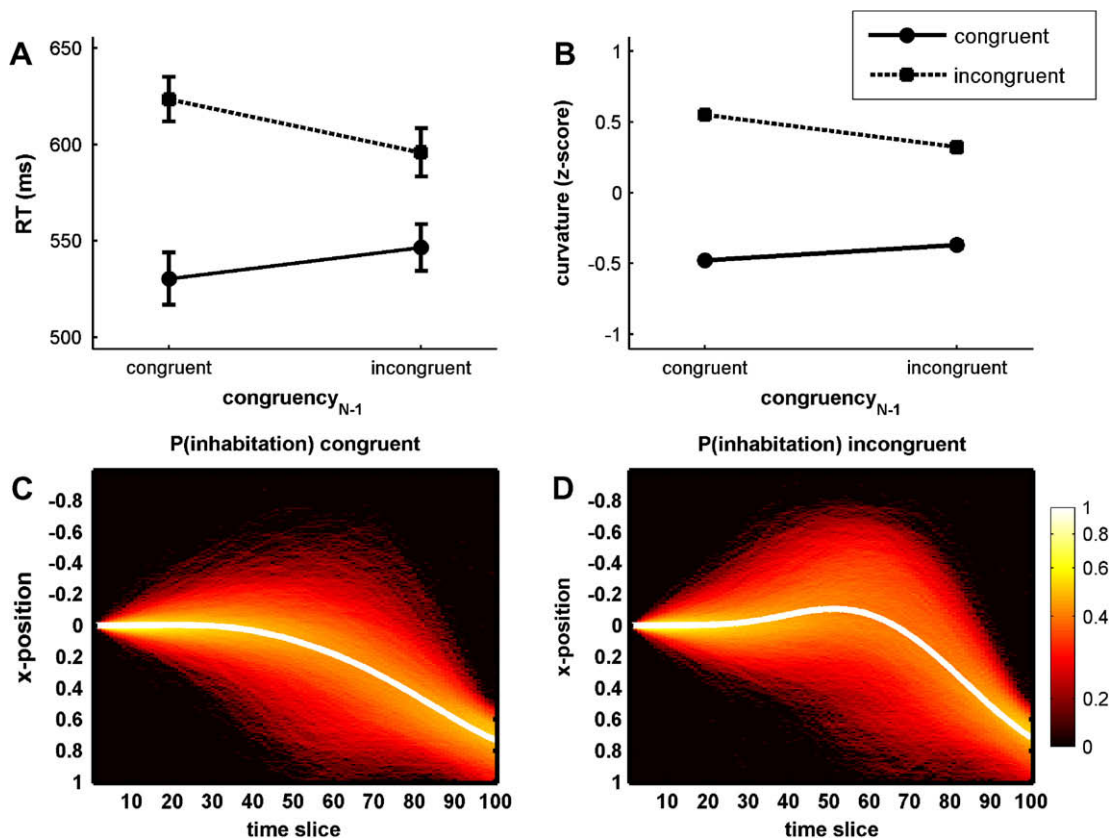 A
650
600
550
500
RT (ms)
congruent
incongruent
congruency N-1
B
1
0.5
0
-0.5
-1
curvature (z-score)
congruent
incongruent
congruency N-1
congruent
incongruent
P(inhabitation) congruent
C
-0.8
-0.6
-0.4
-0.2
0
0.2
0.4
0.6
0.8
1
x-position
10 20 30 40 50 60 70 80 90 100
time slice
P(inhabitation) incongruent
D
-0.8
-0.6
-0.4
-0.2
0
0.2
0.4
0.6
0.8
1
x-position
10 20 30 40 50 60 70 80 90 100
time slice
1
0.8
0.6
0.4
0.2
0